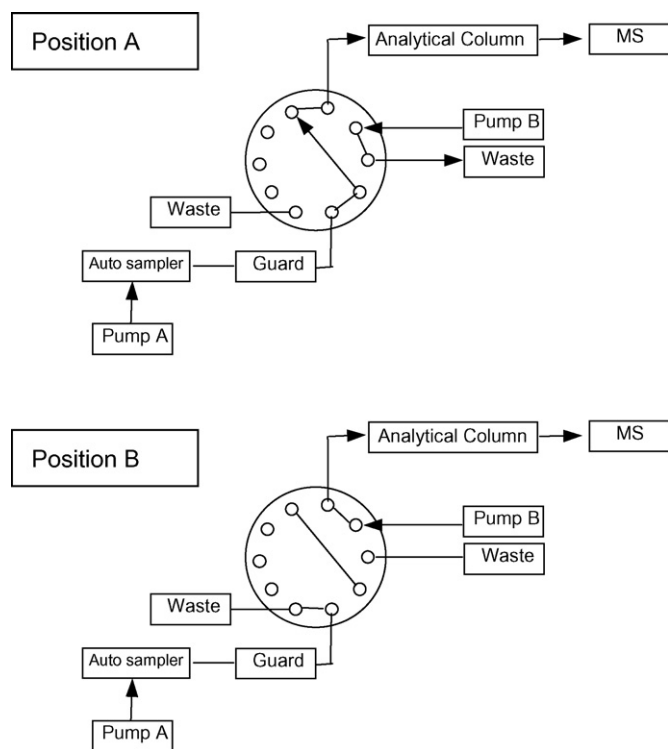 Position A
Analytical Column
MS
Pump B
Waste
Waste
Auto sampler
Guard
Pump A
Position B
Analytical Column
MS
Pump B
Waste
Waste
Auto sampler
Guard
Pump A